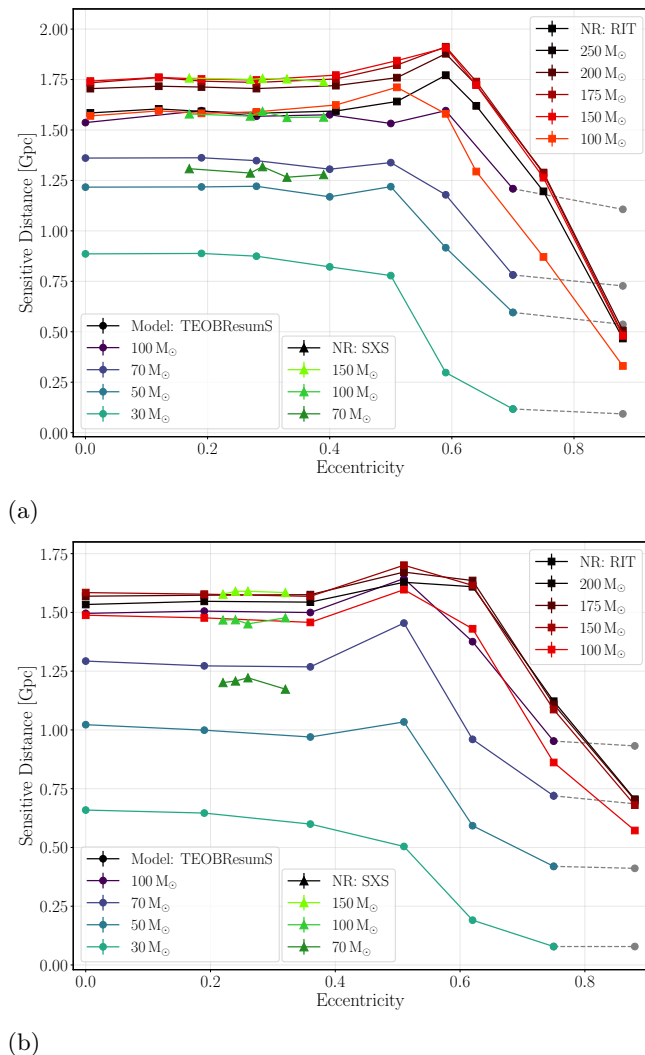 2.00
1.75
1.50
1.25
1.00
0.75
0.50
0.25
0.00
Sensitive Distance [Gpc]
NR: RIT
250 M⊙
200 M⊙
175 M⊙
150 M⊙
100 M⊙
Model: TEOBResumS
100 M⊙
70 M⊙
50 M⊙
30 M⊙
NR: SXS
150 M⊙
100 M⊙
70 M⊙
0.0 0.2 0.4 0.6 0.8
Eccentricity
(a)
1.75
1.50
1.25
1.00
0.75
0.50
0.25
0.00
Sensitive Distance [Gpc]
NR: RIT
200 M⊙
175 M⊙
150 M⊙
100 M⊙
Model: TEOBResumS
100 M⊙
70 M⊙
50 M⊙
30 M⊙
NR: SXS
150 M⊙
100 M⊙
70 M⊙
0.0 0.2 0.4 0.6 0.8
Eccentricity
(b)